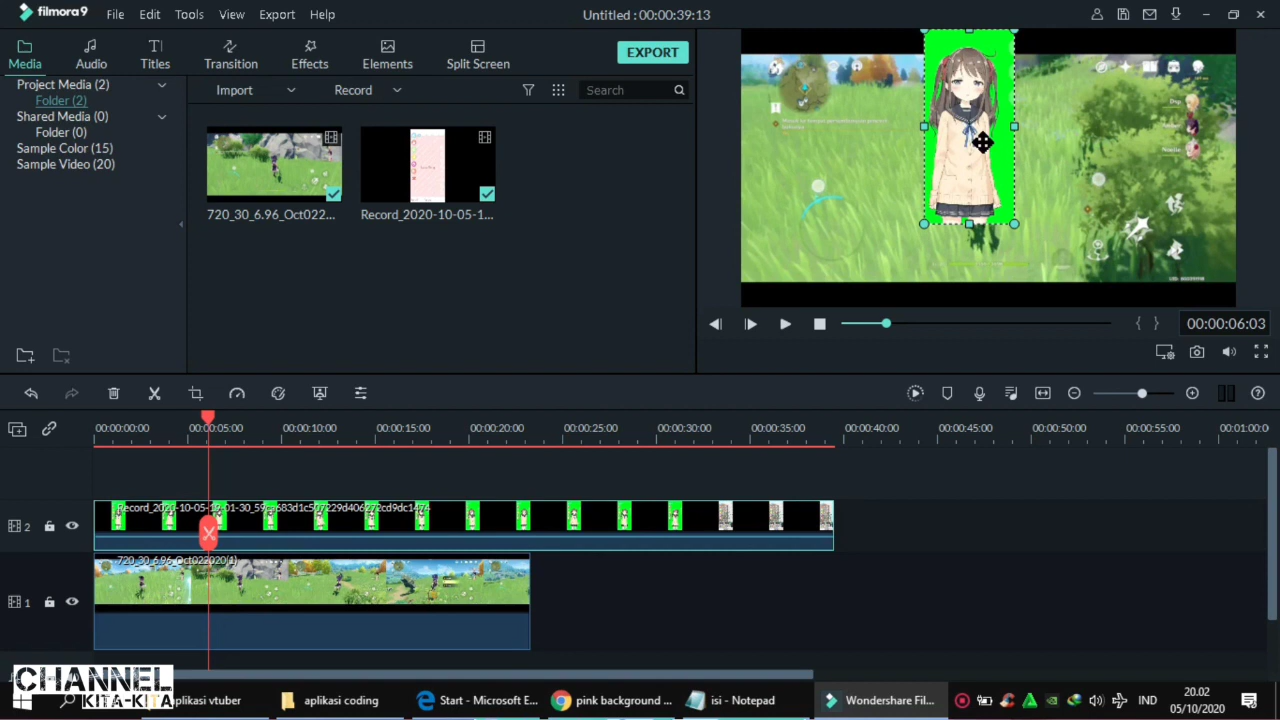 filmora9
File Edit Tools View Export Help
Untitled : 00:00:39:13
Media Audio Titles Transition Effects Elements Split Screen
EXPORT
Project Media (2)
Folder (2)
Shared Media (0)
Folder (0)
Sample Color (15)
Sample Video (20)
Import Record Search
720_30_6.96_Oct022... Record_2020-10-05-1...
00:00:06:03
00:00:00:00 00:00:05:00 00:00:10:00 00:00:15:00 00:00:20:00 00:00:25:00 00:00:30:00 00:00:35:00 00:00:40:00 00:00:45:00 00:00:50:00 00:00:55:00 00:01:00:0
2
720_30_6.96_Oct022020(1)
1
CHANNEL
KITA-KITA
aplikasi vtuber aplikasi coding Start - Microsoft E... pink background ... isi - Notepad Wondershare Fil... IND
20.02
05/10/2020